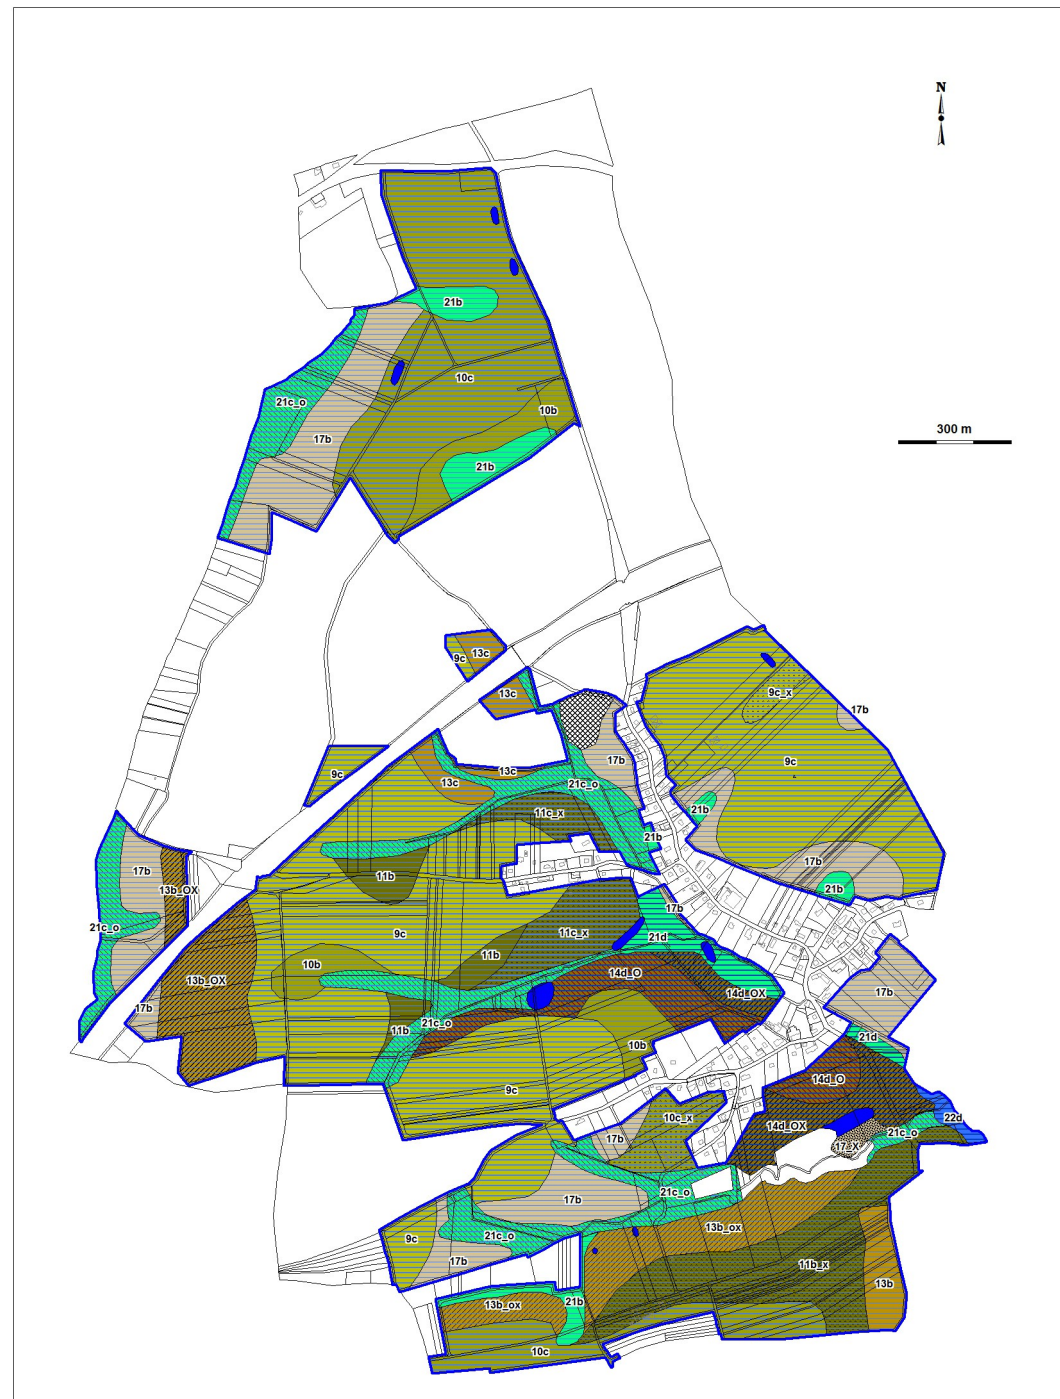 N
21b
10c
21c_o
10b
17b
21b
300 m
13c
9c
13c
9c_x
17b
17b
9c
9c
13c
13c
21c_o
11c_x
21b
21b
17b
11b
17b
13b_OX
21b
17b
9c
11c_x
21c_o
21d
11b
10b
14d_O
17b
13b_OX
14d_OX
17b
21c_o
11b
21d
10b
14d_O
9c
10c_x
22d
14d_OX
21c_o
17b
17_X
21c_o
17b
13b_ox
21c_o
9c
17b
11b_x
13b
21b
13b_ox
10c